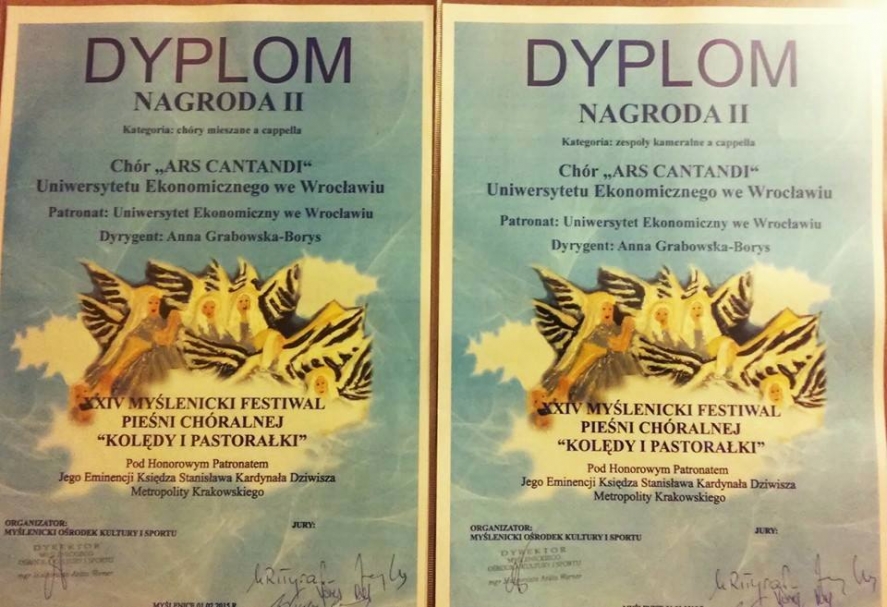 DYPLOM
NAGRODA II
Kategoria: chóry mieszane a cappella
Chór „ARS CANTANDI“
Uniwersytetu Ekonomicznego we Wrocławiu
Patronat: Uniwersytet Ekonomiczny we Wrocławiu
Dyrygent: Anna Grabowska-Borys
XXIV MYŚLENICKI FESTIWAL
PIEŚNI CHÓRALNEJ
“KOLĘDY I PASTORAŁKI”
Pod Honorowym Patronatem
Jego Eminencji Księdza Stanisława Kardynała Dziwisza
Metropolity Krakowskiego
ORGANIZATOR:
MYŚLENICKI OŚRODEK KULTURY I SPORTU
JURY:
DYREKTOR
DYPLOM
NAGRODA II
Kategoria: zespoły kameralne a cappella
Chór „ARS CANTANDI“
Uniwersytetu Ekonomicznego we Wrocławiu
Patronat: Uniwersytet Ekonomiczny we Wrocławiu
Dyrygent: Anna Grabowska-Borys
XXIV MYŚLENICKI FESTIWAL
PIEŚNI CHÓRALNEJ
“KOLĘDY I PASTORAŁKI”
Pod Honorowym Patronatem
Jego Eminencji Księdza Stanisława Kardynała Dziwisza
Metropolity Krakowskiego
ORGANIZATOR:
MYŚLENICKI OŚRODEK KULTURY I SPORTU
JURY:
DYREKTOR